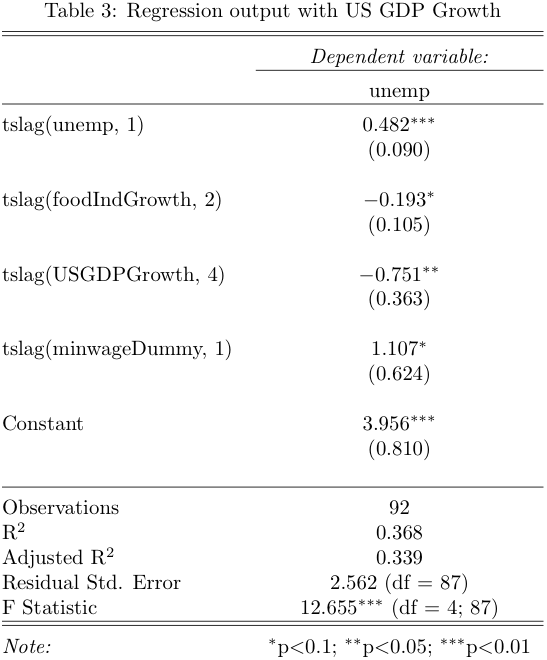 Table 3: Regression output with US GDP Growth
Dependent variable:
unemp
tslag(unemp, 1) 0.482***
(0.090)
tslag(foodIndGrowth, 2) −0.193*
(0.105)
tslag(USGDPGrowth, 4) −0.751**
(0.363)
tslag(minwageDummy, 1) 1.107*
(0.624)
Constant 3.956***
(0.810)
Observations 92
R² 0.368
Adjusted R² 0.339
Residual Std. Error 2.562 (df = 87)
F Statistic 12.655*** (df = 4; 87)
Note: *p<0.1; **p<0.05; ***p<0.01